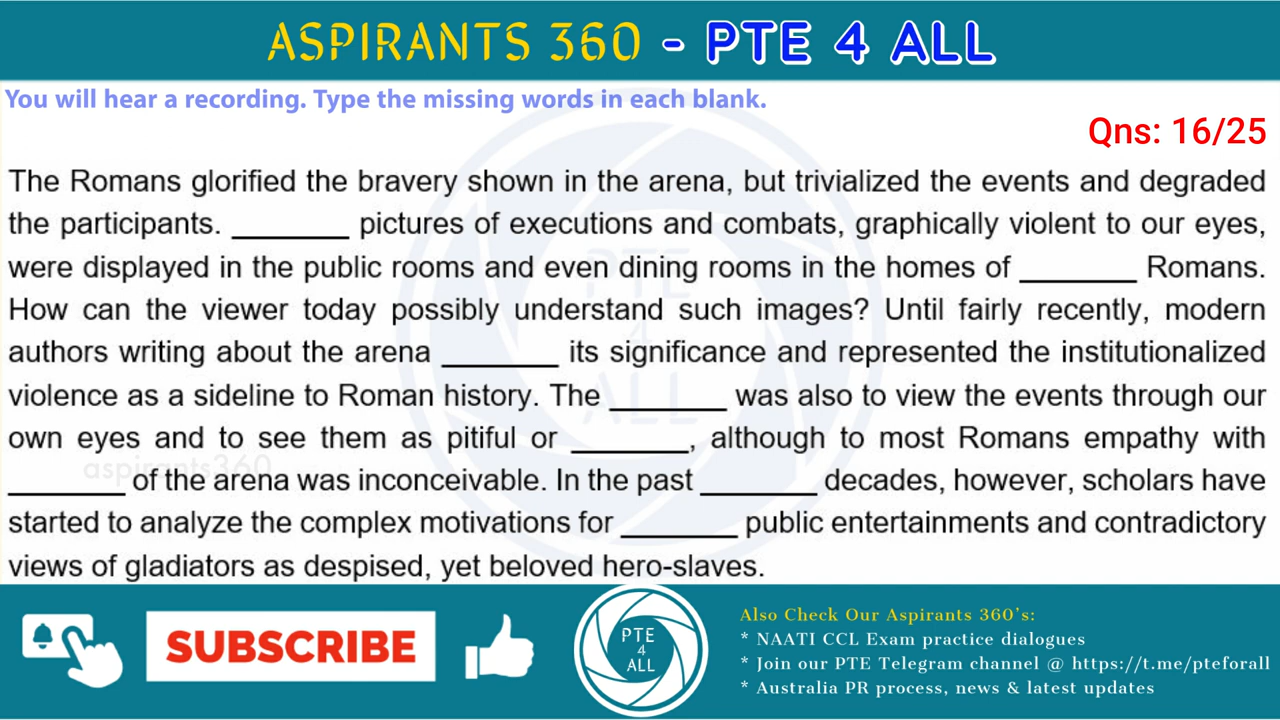 ASPIRANTS 360 - PTE 4 ALL
You will hear a recording. Type the missing words in each blank.
Qns: 16/25
The Romans glorified the bravery shown in the arena, but trivialized the events and degraded
the participants. _______ pictures of executions and combats, graphically violent to our eyes,
were displayed in the public rooms and even dining rooms in the homes of _______ Romans.
How can the viewer today possibly understand such images? Until fairly recently, modern
authors writing about the arena _______ its significance and represented the institutionalized
violence as a sideline to Roman history. The _______ was also to view the events through our
own eyes and to see them as pitiful or _______, although to most Romans empathy with
_______ of the arena was inconceivable. In the past _______ decades, however, scholars have
started to analyze the complex motivations for _______ public entertainments and contradictory
views of gladiators as despised, yet beloved hero-slaves.
PTE
4
ALL
aspirants360
SUBSCRIBE
PTE
4
ALL
Also Check Our Aspirants 360's:
* NAATI CCL Exam practice dialogues
* Join our PTE Telegram channel @ https://t.me/pteforall
* Australia PR process, news & latest updates